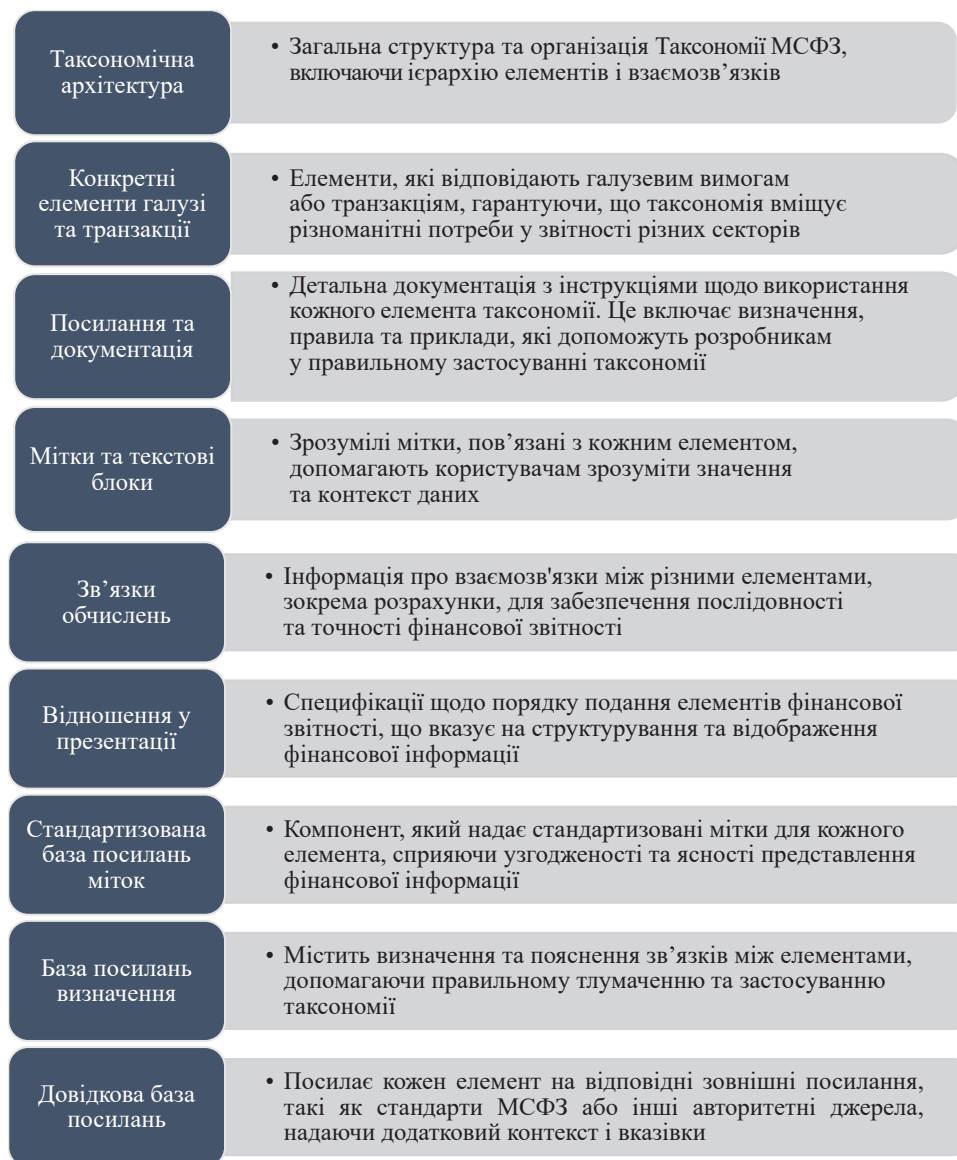 Таксономічна
архітектура
• Загальна структура та організація Таксономії МСФЗ,
включаючи ієрархію елементів і взаємозв’язків
Конкретні
елементи галузі
та транзакції
• Елементи, які відповідають галузевим вимогам
або транзакціям, гарантуючи, що таксономія вміщує
різноманітні потреби у звітності різних секторів
Посилання та
документація
• Детальна документація з інструкціями щодо використання
кожного елемента таксономії. Це включає визначення,
правила та приклади, які допоможуть розробникам
у правильному застосуванні таксономії
Мітки та текстові
блоки
• Зрозумілі мітки, пов’язані з кожним елементом,
допомагають користувачам зрозуміти значення
та контекст даних
Зв’язки
обчислень
• Інформація про взаємозв'язки між різними елементами,
зокрема розрахунки, для забезпечення послідовності
та точності фінансової звітності
Відношення у
презентації
• Специфікації щодо порядку подання елементів фінансової
звітності, що вказує на структурування та відображення
фінансової інформації
Стандартизована
база посилань
міток
• Компонент, який надає стандартизовані мітки для кожного
елемента, сприяючи узгодженості та ясності представлення
фінансової інформації
База посилань
визначення
• Містить визначення та пояснення зв’язків між елементами,
допомагаючи правильному тлумаченню та застосуванню
таксономії
Довідкова база
посилань
• Посилає кожен елемент на відповідні зовнішні посилання,
такі як стандарти МСФЗ або інші авторитетні джерела,
надаючи додатковий контекст і вказівки